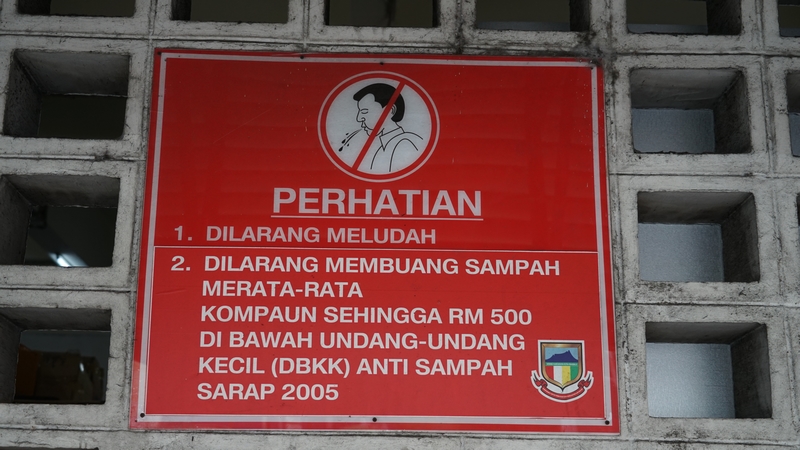 PERHATIAN
1. DILARANG MELUDAH
2. DILARANG MEMBUANG SAMPAH
MERATA-RATA
KOMPAUN SEHINGGA RM 500
DI BAWAH UNDANG-UNDANG
KECIL (DBKK) ANTI SAMPAH
SARAP 2005